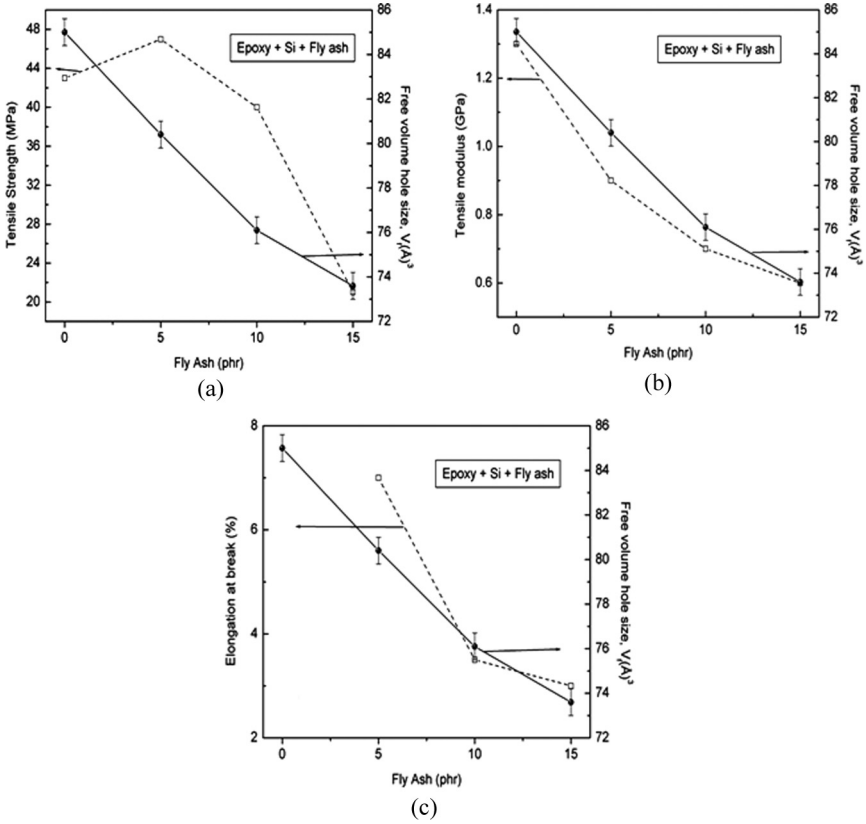 48
44
40
36
32
28
24
20
Tensile Strength (MPa)
Epoxy + Si + Fly ash
86
84
82
80
78
76
74
72
Free volume hole size, Vf(Å)³
0 5 10 15
Fly Ash (phr)
(a)
1.4
1.2
1.0
0.8
0.6
Tensile modulus (GPa)
Epoxy + Si + Fly ash
86
84
82
80
78
76
74
72
Free volume hole size, Vf(Å)³
0 5 10 15
Fly Ash (phr)
(b)
8
6
4
2
Elongation at break (%)
Epoxy + Si + Fly ash
86
84
82
80
78
76
74
72
Free volume hole size, Vf(Å)³
0 5 10 15
Fly Ash (phr)
(c)